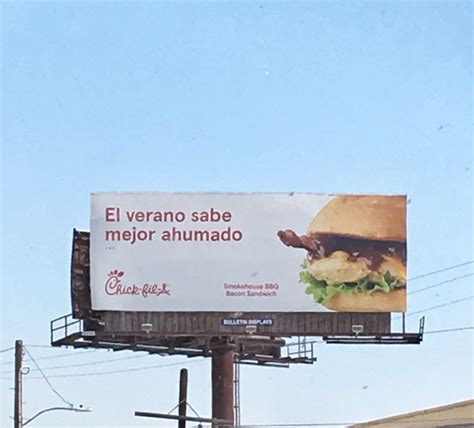 El verano sabe
mejor ahumado
Chick-fil-A
Smokehouse BBQ
Bacon Sandwich
BULLETIN DISPLAYS